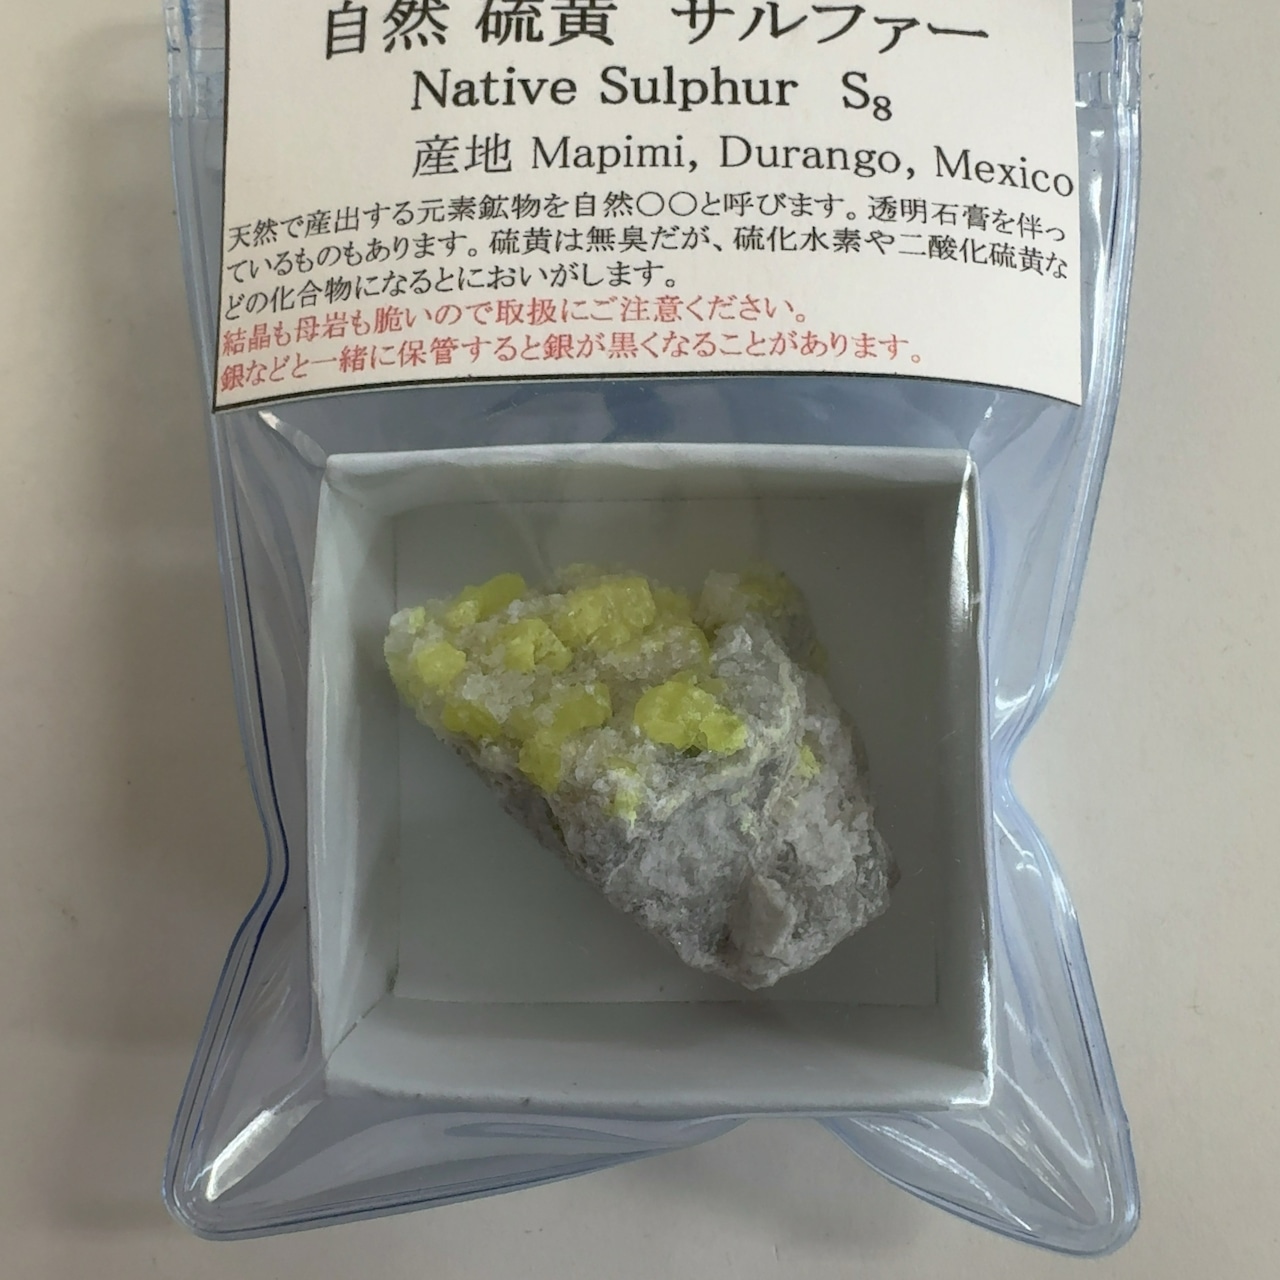 自然 硫黄 サルファー
Native Sulphur S₈
産地 Mapimi, Durango, Mexico
天然で産出する元素鉱物を自然○○と呼びます。透明石膏を伴っ
ているものもあります。硫黄は無臭だが、硫化水素や二酸化硫黄な
どの化合物になるとにおいがします。
結晶も母岩も脆いので取扱にご注意ください。
銀などと一緒に保管すると銀が黒くなることがあります。